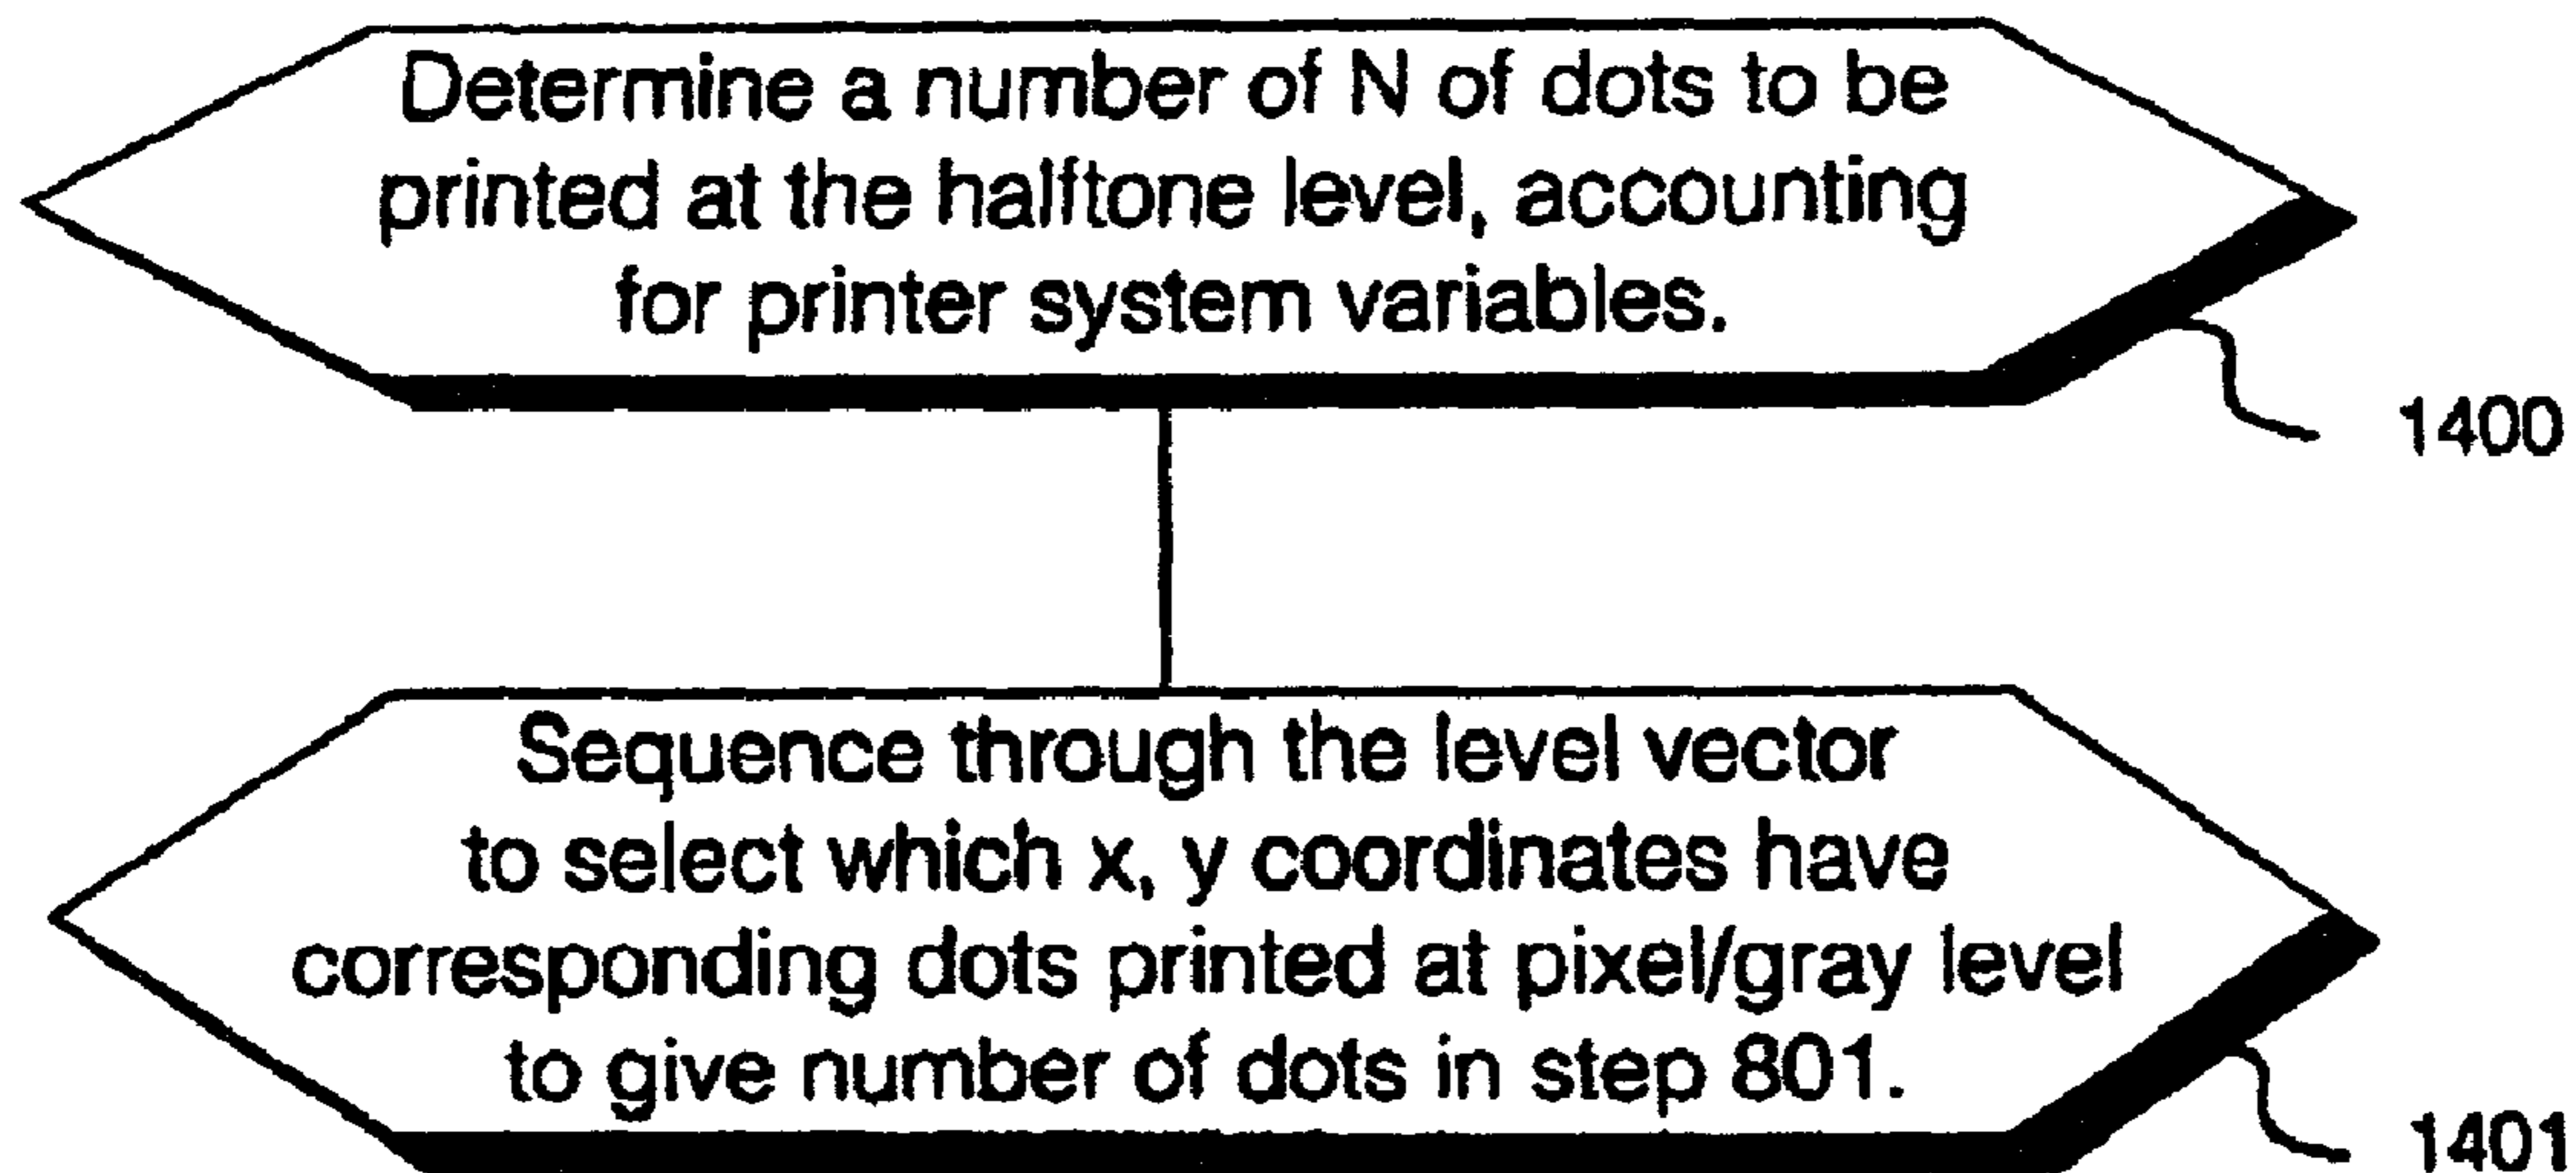 Determine a number of N of dots to be
printed at the halftone level, accounting
for printer system variables.
1400
Sequence through the level vector
to select which x, y coordinates have
corresponding dots printed at pixel/gray level
to give number of dots in step 801.
1401